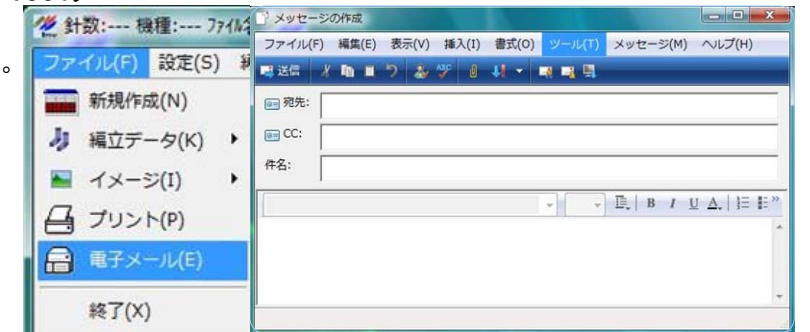 。
針数:--- 機種:--- ファイル名
ファイル(F) 設定(S)
新規作成(N)
編立データ(K)
イメージ(I)
プリント(P)
電子メール(E)
終了(X)
メッセージの作成
ファイル(F) 編集(E) 表示(V) 挿入(I) 書式(O) ツール(T) メッセージ(M) ヘルプ(H)
送信
宛先:
CC:
件名:
B I U A